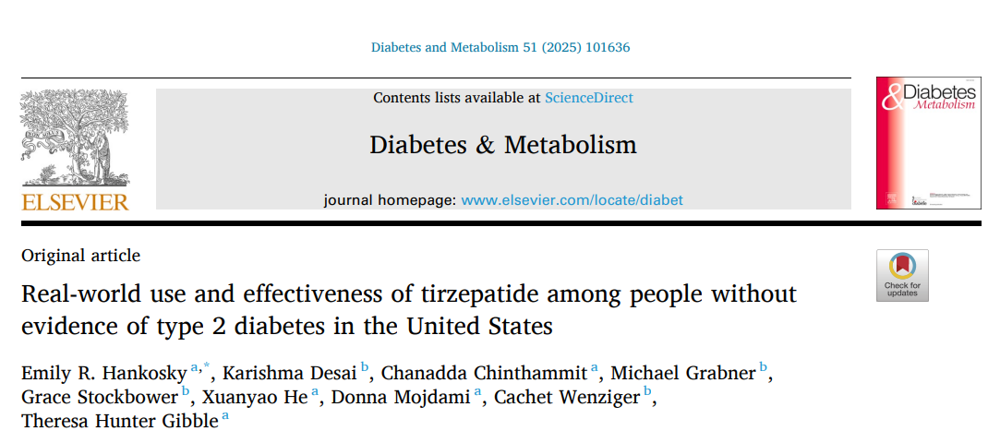 Diabetes and Metabolism 51 (2025) 101636
Contents lists available at ScienceDirect
Diabetes & Metabolism
journal homepage: www.elsevier.com/locate/diabet
ELSEVIER
& Diabetes
Metabolism
Original article
Check for
updates
Real-world use and effectiveness of tirzepatide among people without
evidence of type 2 diabetes in the United States
Emily R. Hankosky a,*, Karishma Desai b, Chanadda Chinthammit a, Michael Grabner b,
Grace Stockbower b, Xuanyao He a, Donna Mojdami a, Cachet Wenziger b,
Theresa Hunter Gibble a